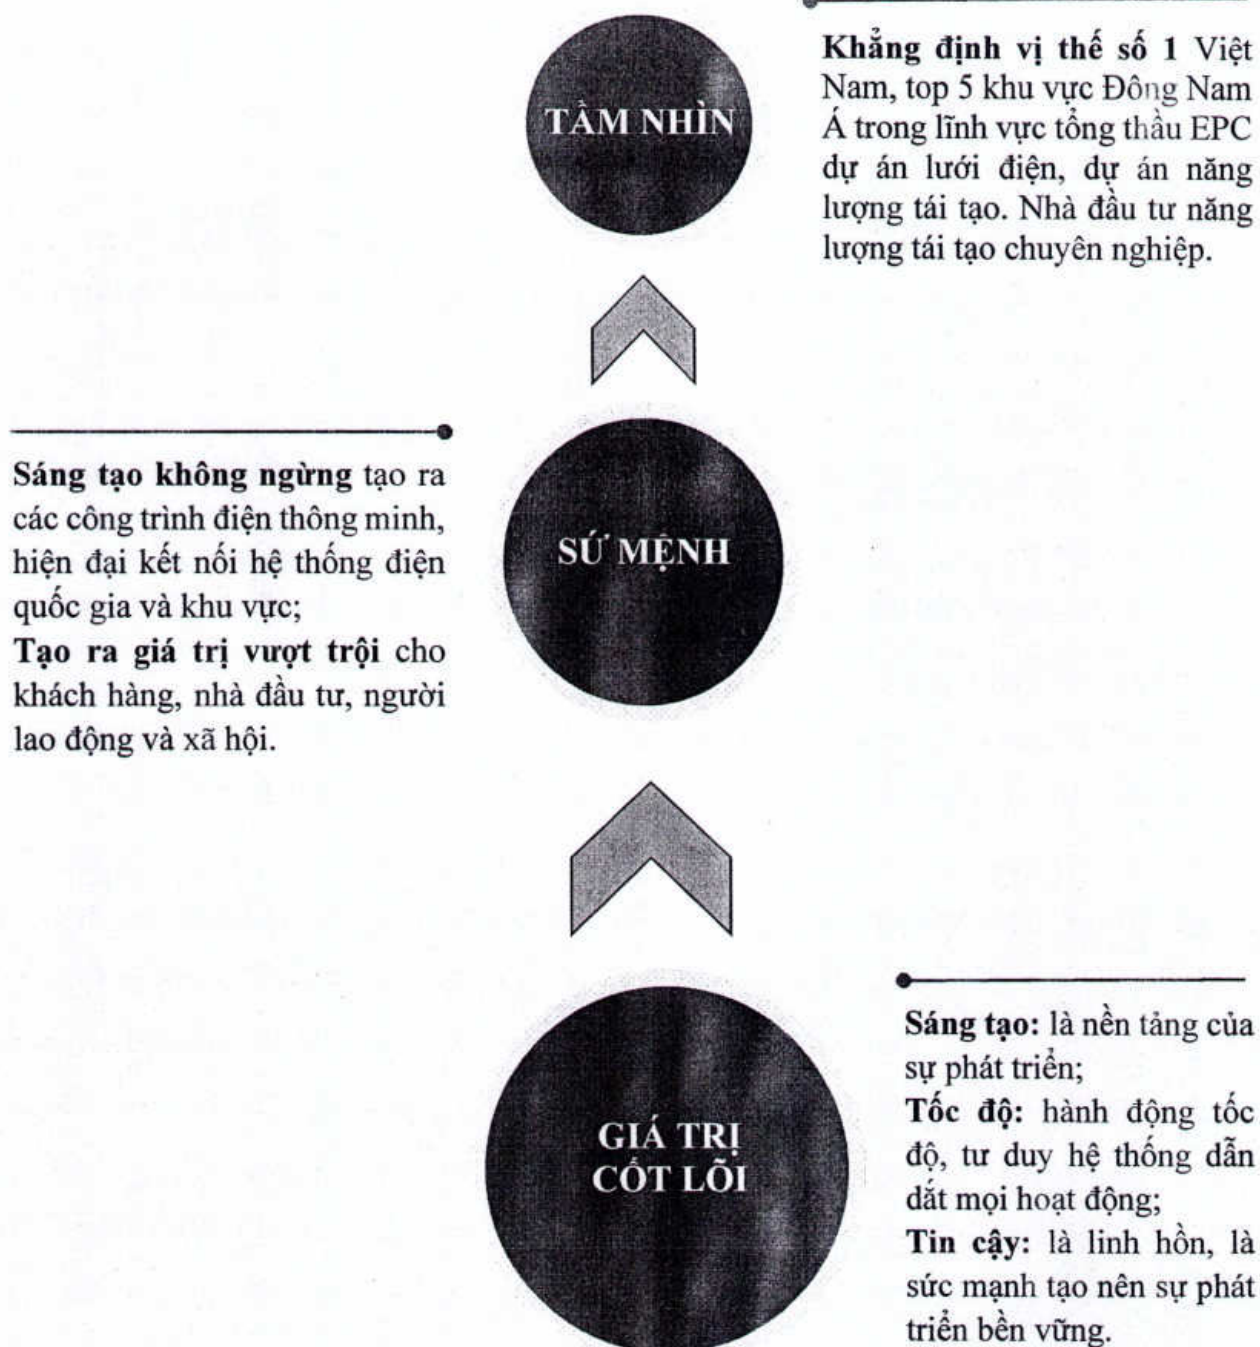 TẦM NHÌN
Khẳng định vị thế số 1 Việt
Nam, top 5 khu vực Đông Nam
Á trong lĩnh vực tổng thầu EPC
dự án lưới điện, dự án năng
lượng tái tạo. Nhà đầu tư năng
lượng tái tạo chuyên nghiệp.
SỨ MỆNH
Sáng tạo không ngừng tạo ra
các công trình điện thông minh,
hiện đại kết nối hệ thống điện
quốc gia và khu vực;
Tạo ra giá trị vượt trội cho
khách hàng, nhà đầu tư, người
lao động và xã hội.
GIÁ TRỊ
CỐT LÕI
Sáng tạo: là nền tảng của
sự phát triển;
Tốc độ: hành động tốc
độ, tư duy hệ thống dẫn
dắt mọi hoạt động;
Tin cậy: là linh hồn, là
sức mạnh tạo nên sự phát
triển bền vững.